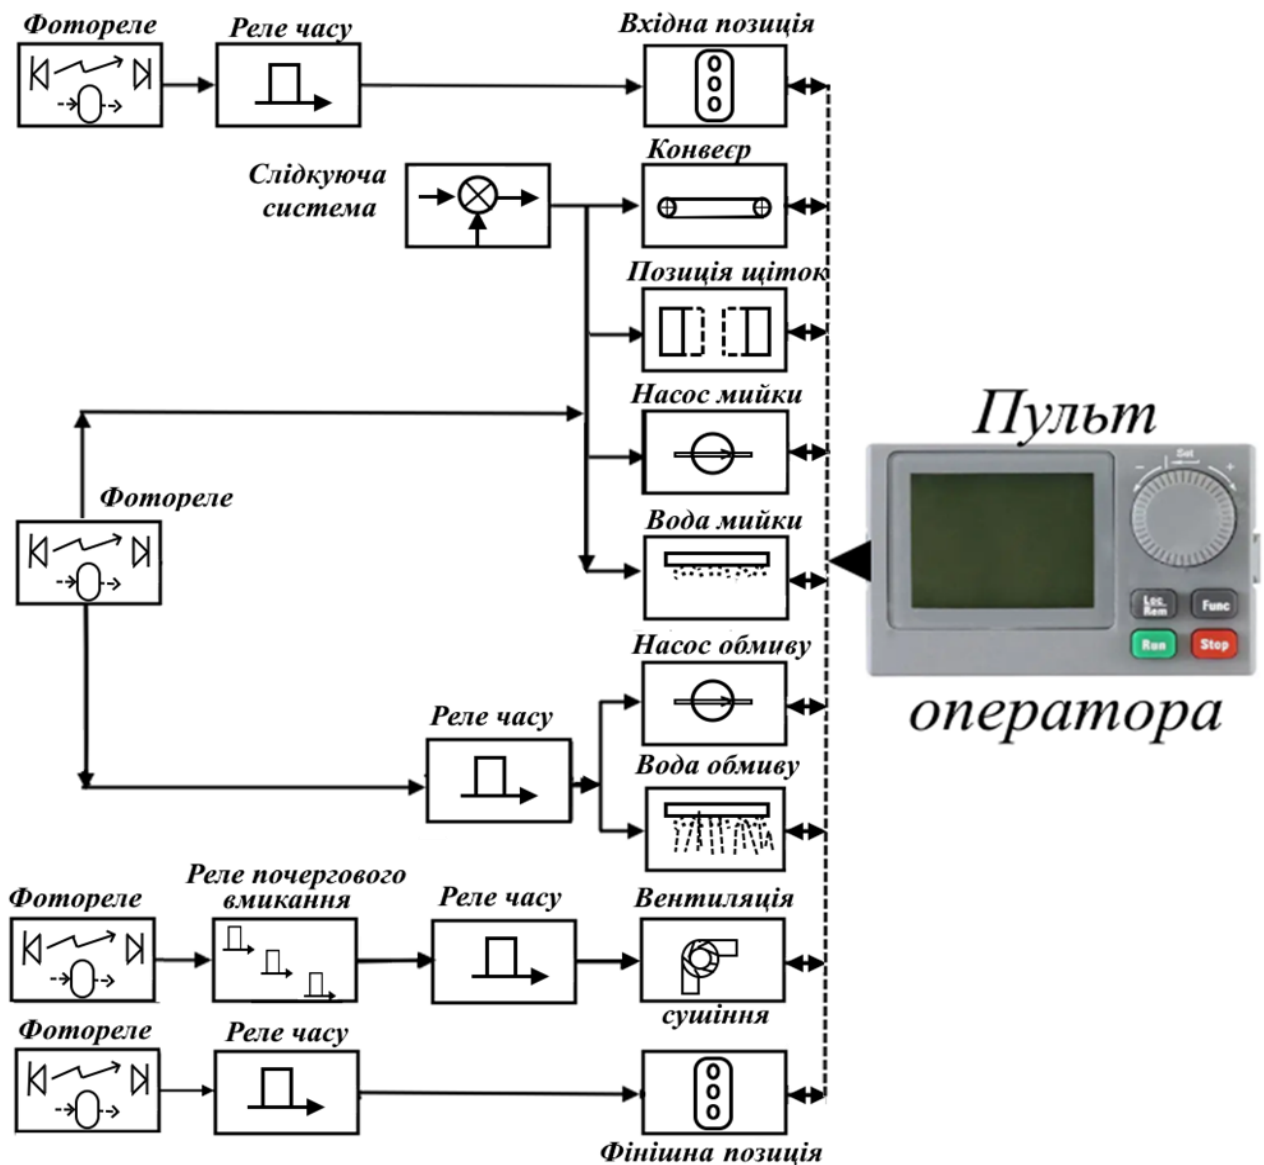 Фотореле
Реле часу
Вхідна позиція
Слідкуюча
система
Конвеєр
Позиція щіток
Насос мийки
Фотореле
Вода мийки
Пульт
Set
- +
Loc
Rem
Func
Run
Stop
оператора
Насос обмиву
Реле часу
Вода обмиву
Фотореле
Реле почергового
вмикання
Реле часу
Вентиляція
сушіння
Фотореле
Реле часу
Фінішна позиція